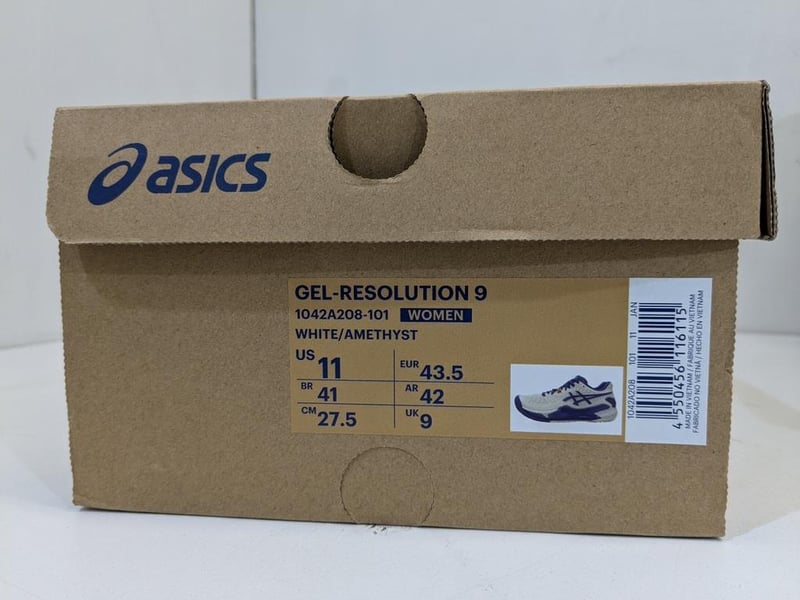 asics
GEL-RESOLUTION 9
1042A208-101 WOMEN
WHITE/AMETHYST
US 11 EUR 43.5
BR 41 AR 42
CM 27.5 UK 9
1042A208 101 11 JAN
4 550456 116115
MADE IN VIETNAM / FABRIQUÉ AU VIETNAM
FABRICADO NO VIETNÃ / HECHO EN VIETNAM